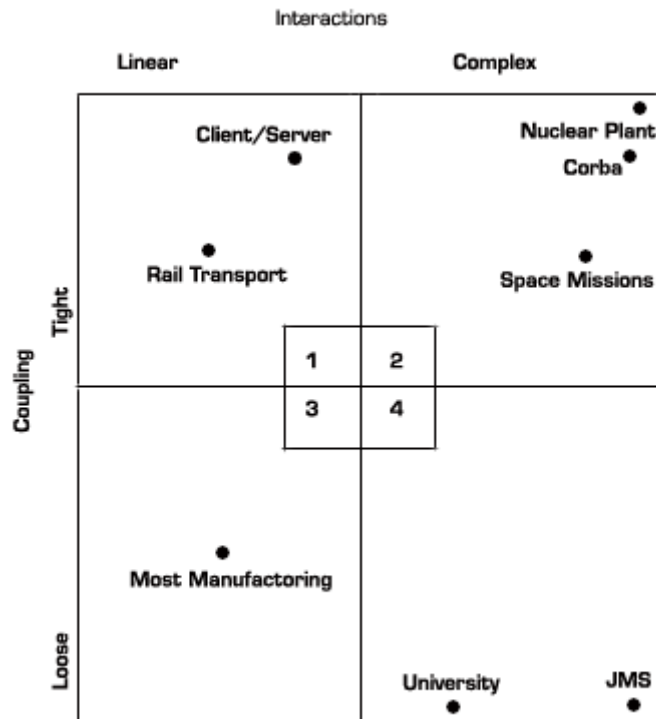 Interactions
Linear
Complex
Nuclear Plant
Client/Server
Corba
Rail Transport
Space Missions
Tight
1
2
Coupling
3
4
Most Manufactoring
Loose
University
JMS